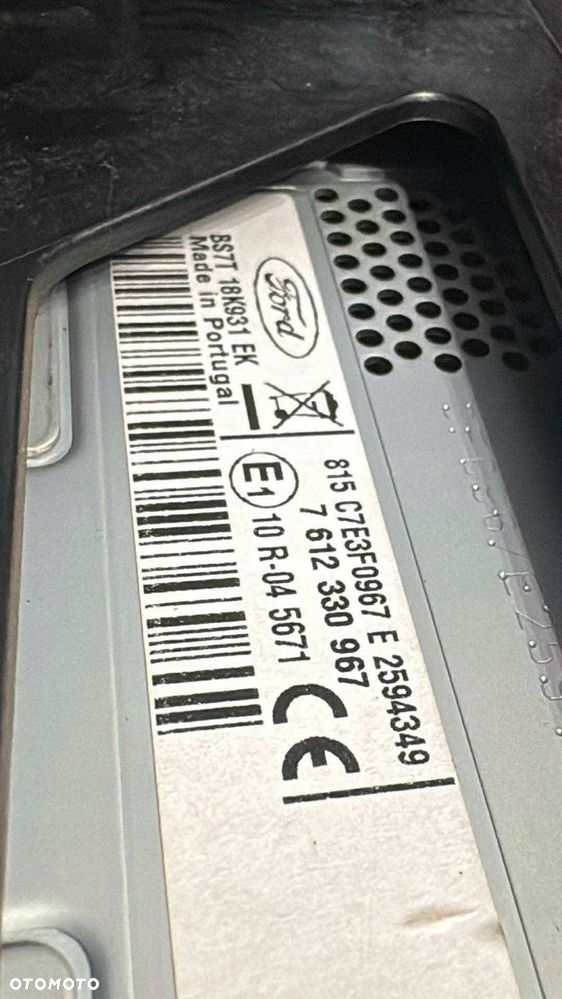 Ford
BS7T 18K931 EK
Made in Portugal
815 C7E3F0967 E 2594349
7 612 330 967
E1
10 R-04 5671
CE
OTOMOTO